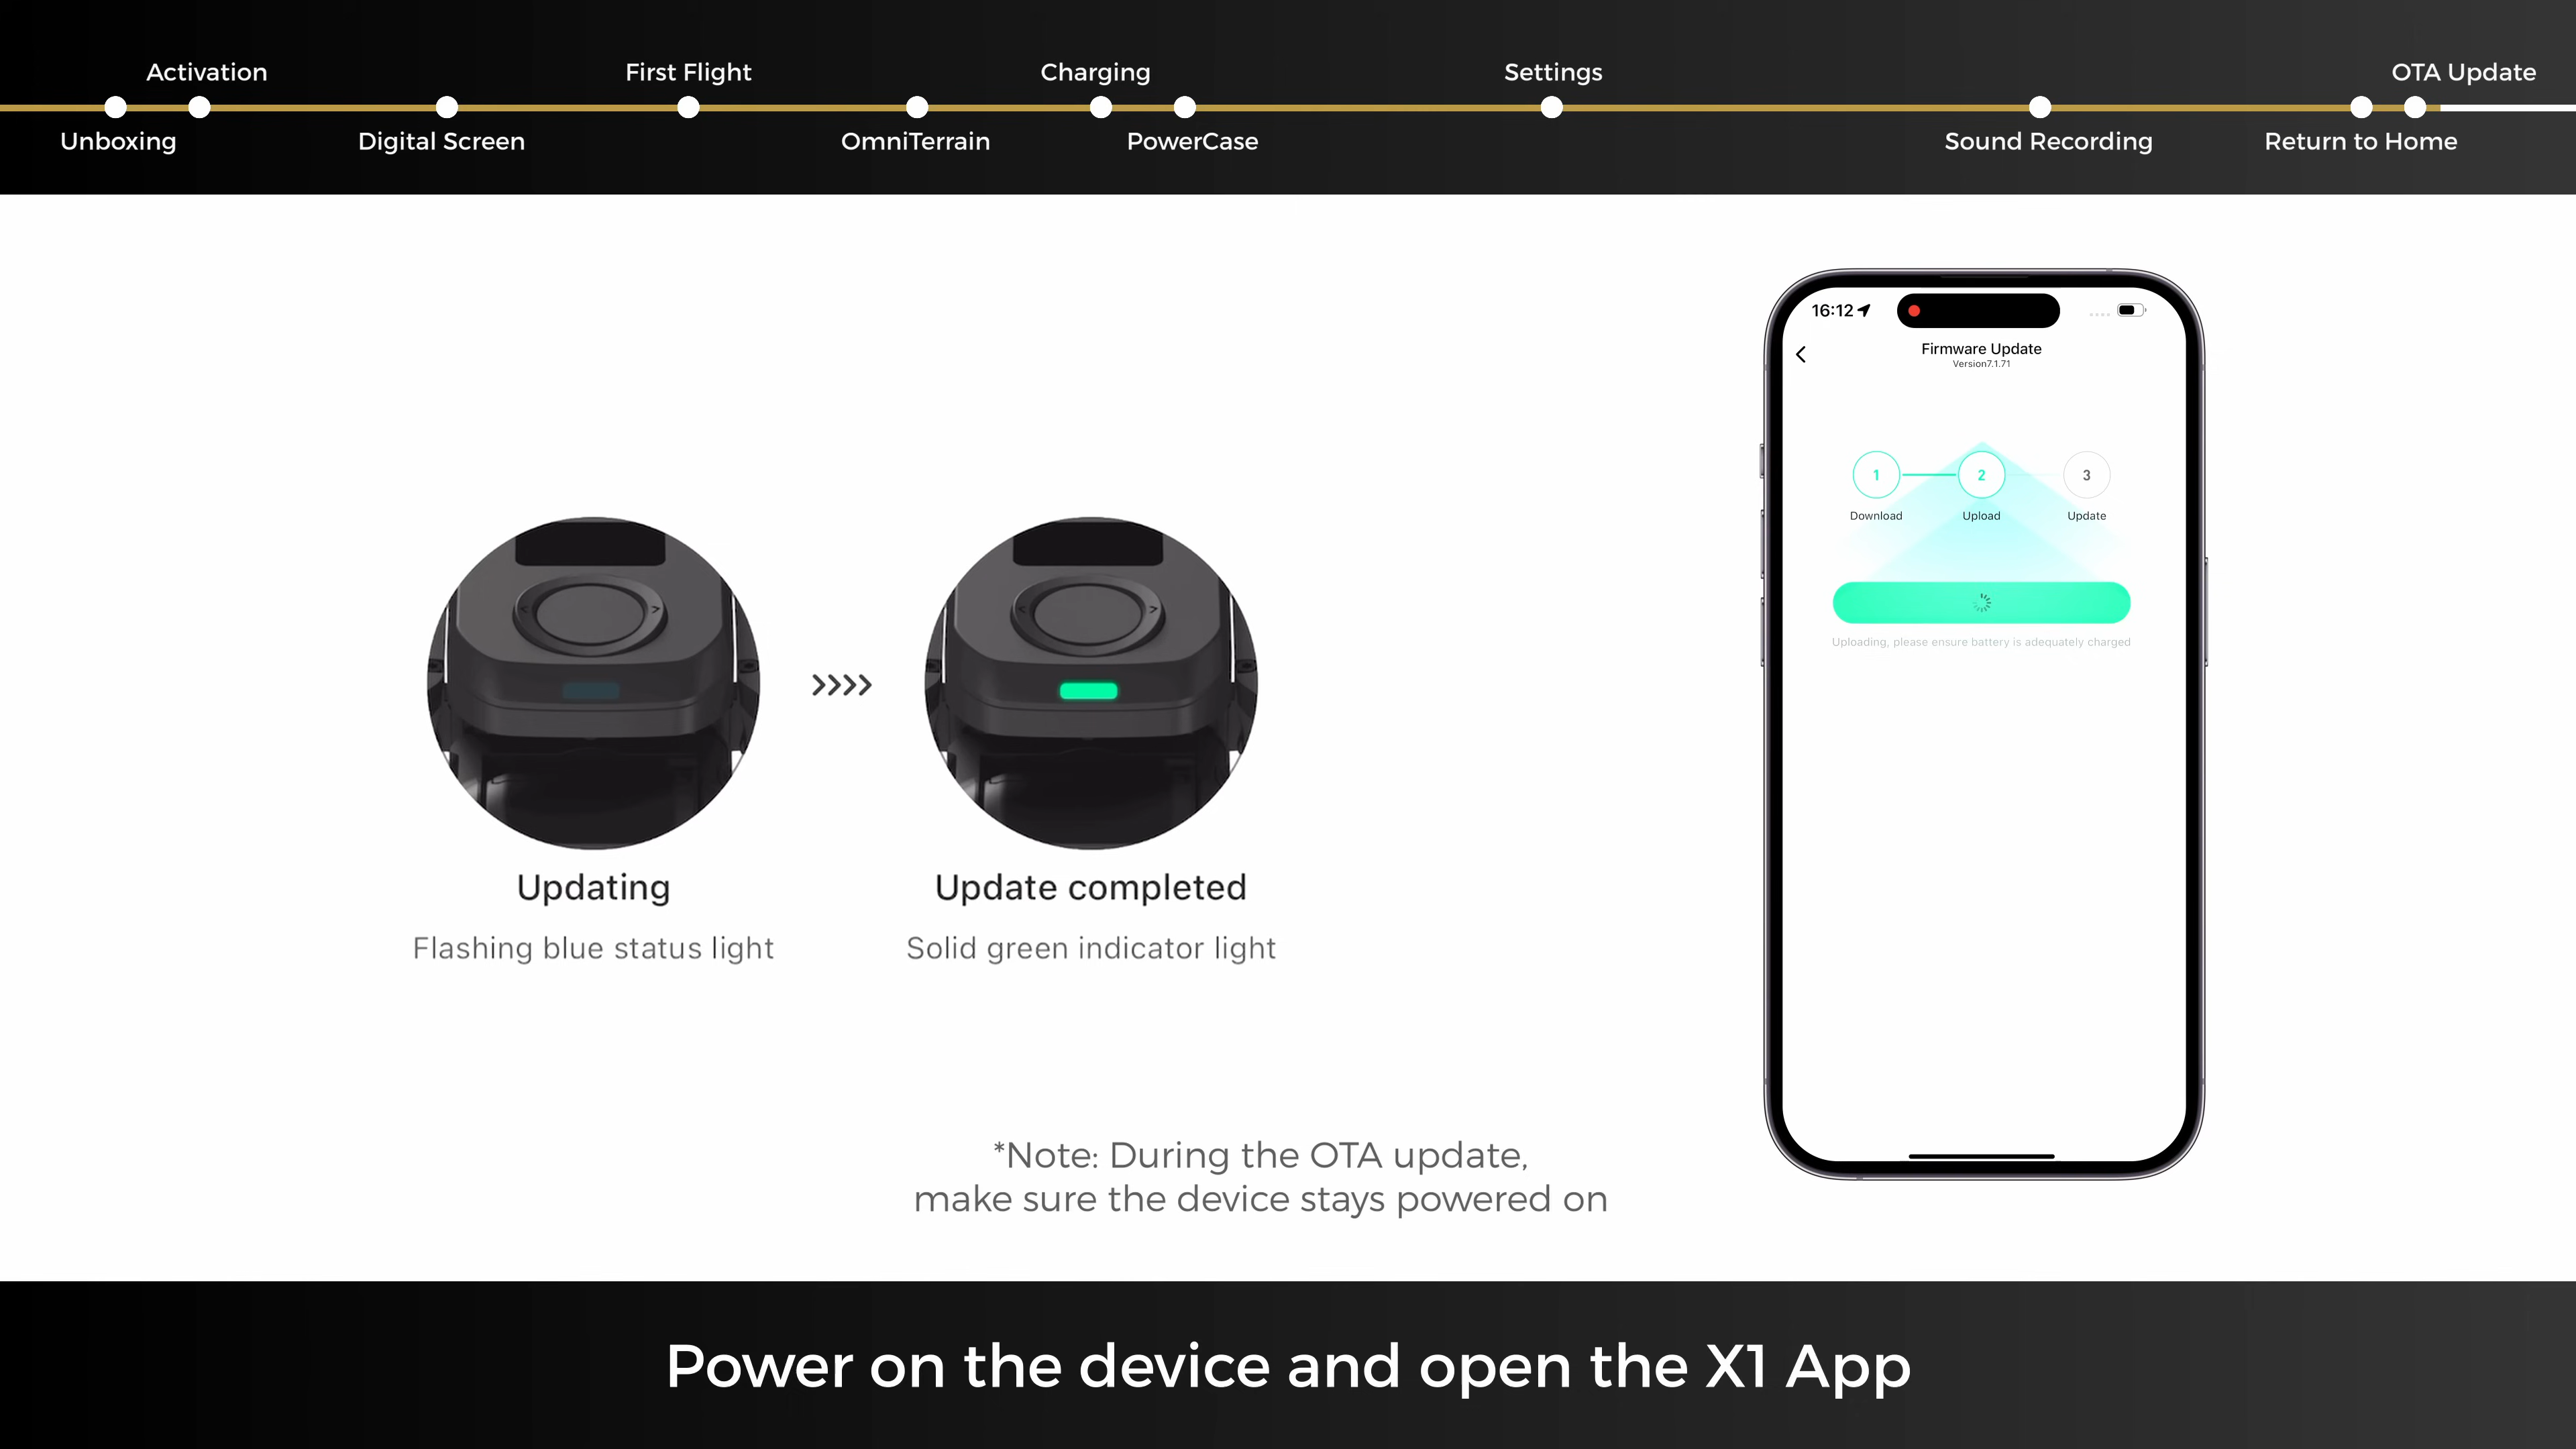 Activation
First Flight
Charging
Settings
OTA Update
Unboxing
Digital Screen
OmniTerrain
PowerCase
Sound Recording
Return to Home
16:12
Firmware Update
Version7.1.71
1
2
3
Download
Upload
Update
Uploading, please ensure battery is adequately charged
Updating
Flashing blue status light
Update completed
Solid green indicator light
*Note: During the OTA update,
make sure the device stays powered on
Power on the device and open the X1 App